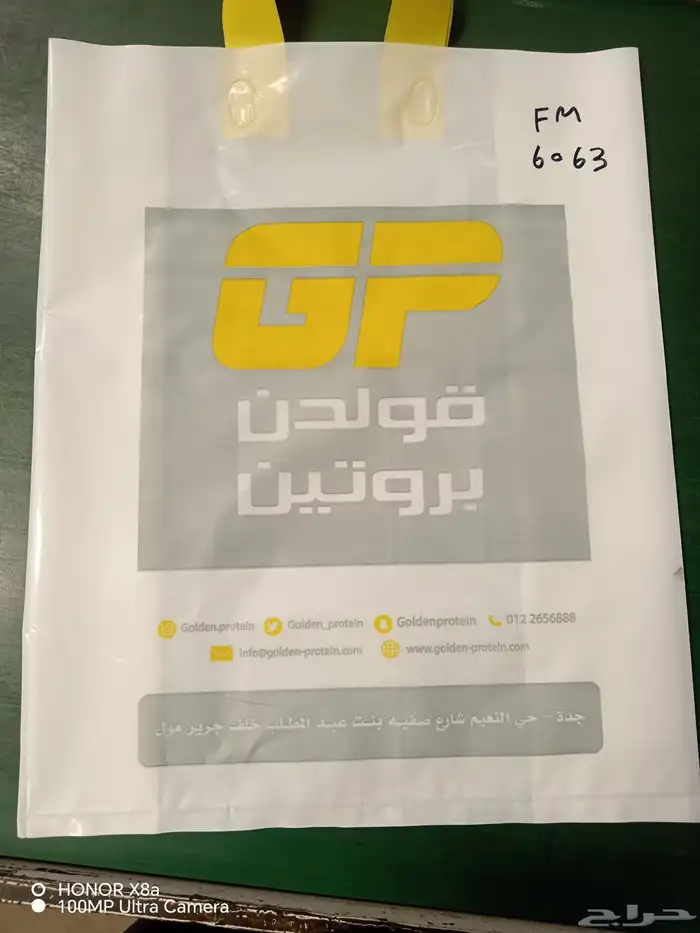 FM
6063
GP
قولدن
بروتين
Golden.protein Golden_protein Goldenprotein 012 2656888
info@golden-protein.com www.golden-protein.com
جدة - حي النعيم شارع صفيه بنت عبد المطلب خلف جرير مول
HONOR X8a
100MP Ultra Camera
حراج